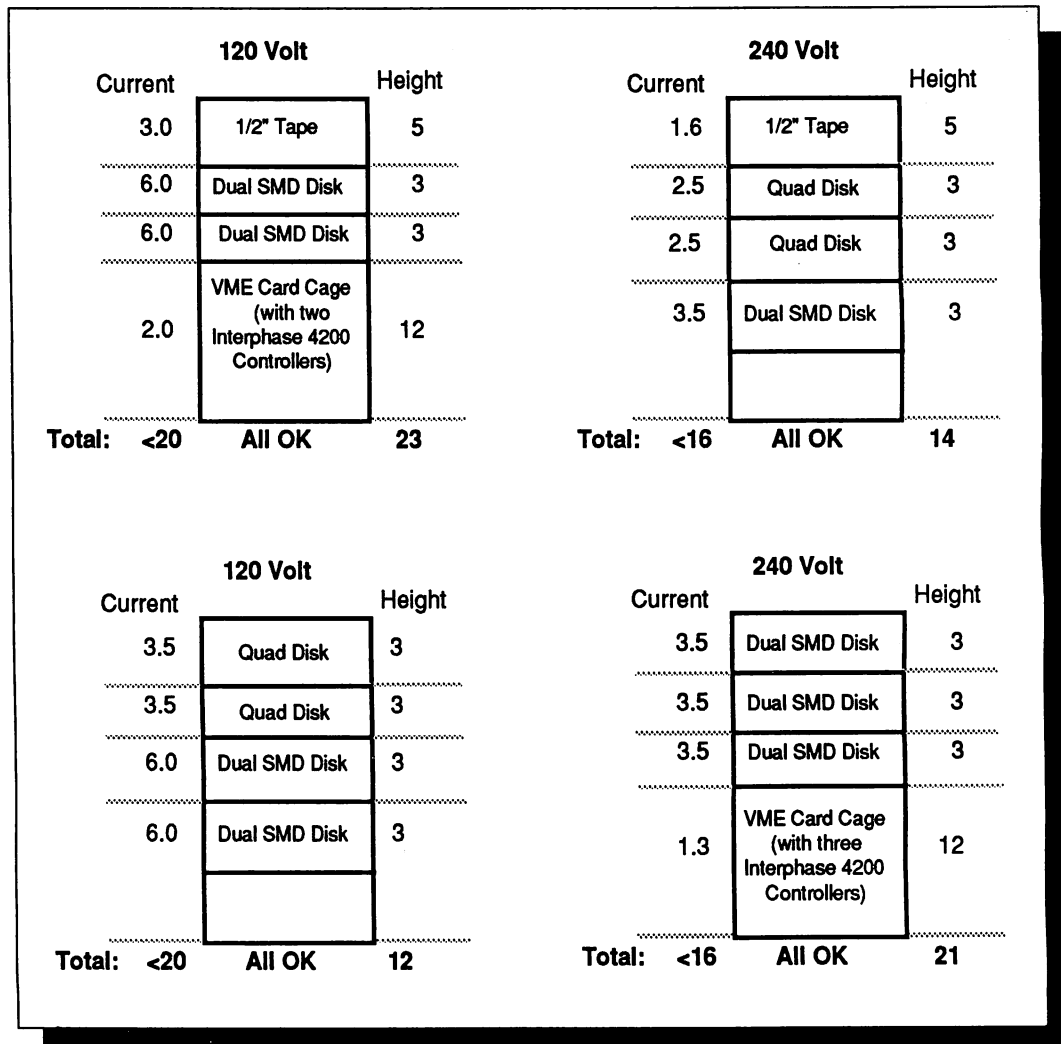 120 Volt
Current Height
3.0 1/2" Tape 5
6.0 Dual SMD Disk 3
6.0 Dual SMD Disk 3
VME Card Cage
(with two
2.0 Interphase 4200 12
Controllers)
Total: <20 All OK 23
240 Volt
Current Height
1.6 1/2" Tape 5
2.5 Quad Disk 3
2.5 Quad Disk 3
3.5 Dual SMD Disk 3
Total: <16 All OK 14
120 Volt
Current Height
3.5 Quad Disk 3
3.5 Quad Disk 3
6.0 Dual SMD Disk 3
6.0 Dual SMD Disk 3
Total: <20 All OK 12
240 Volt
Current Height
3.5 Dual SMD Disk 3
3.5 Dual SMD Disk 3
3.5 Dual SMD Disk 3
VME Card Cage
1.3 (with three 12
Interphase 4200
Controllers)
Total: <16 All OK 21